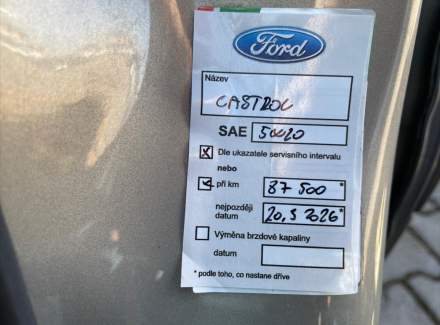 Ford
Název
CASTROL
SAE 5W20
Dle ukazatele servisního intervalu
nebo
při km 87 500 *
nejpozději
datum 20,5 2026 *
Výměna brzdové kapaliny
datum
* podle toho, co nastane dříve